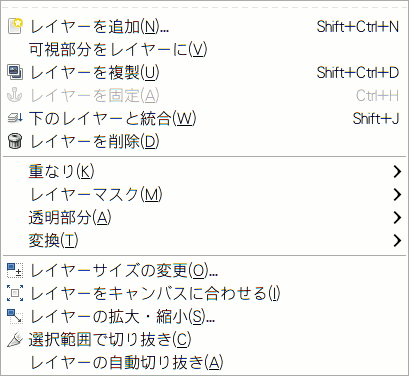 レイヤーを追加(N)... Shift+Ctrl+N
可視部分をレイヤーに(V)
レイヤーを複製(U) Shift+Ctrl+D
レイヤーを固定(A) Ctrl+H
下のレイヤーと統合(W) Shift+J
レイヤーを削除(D)
重なり(K)
レイヤーマスク(M)
透明部分(A)
変換(T)
レイヤーサイズの変更(O)...
レイヤーをキャンバスに合わせる(I)
レイヤーの拡大・縮小(S)...
選択範囲で切り抜き(C)
レイヤーの自動切り抜き(A)